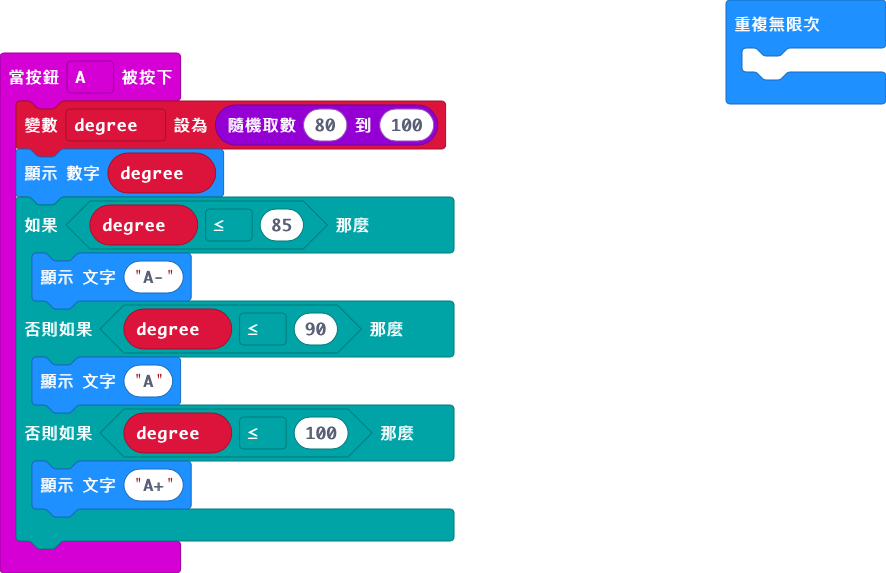 重複無限次
當按鈕 A 被按下
變數 degree 設為 隨機取數 80 到 100
顯示 數字 degree
如果 degree ≤ 85 那麼
顯示 文字 "A-"
否則如果 degree ≤ 90 那麼
顯示 文字 "A"
否則如果 degree ≤ 100 那麼
顯示 文字 "A+"